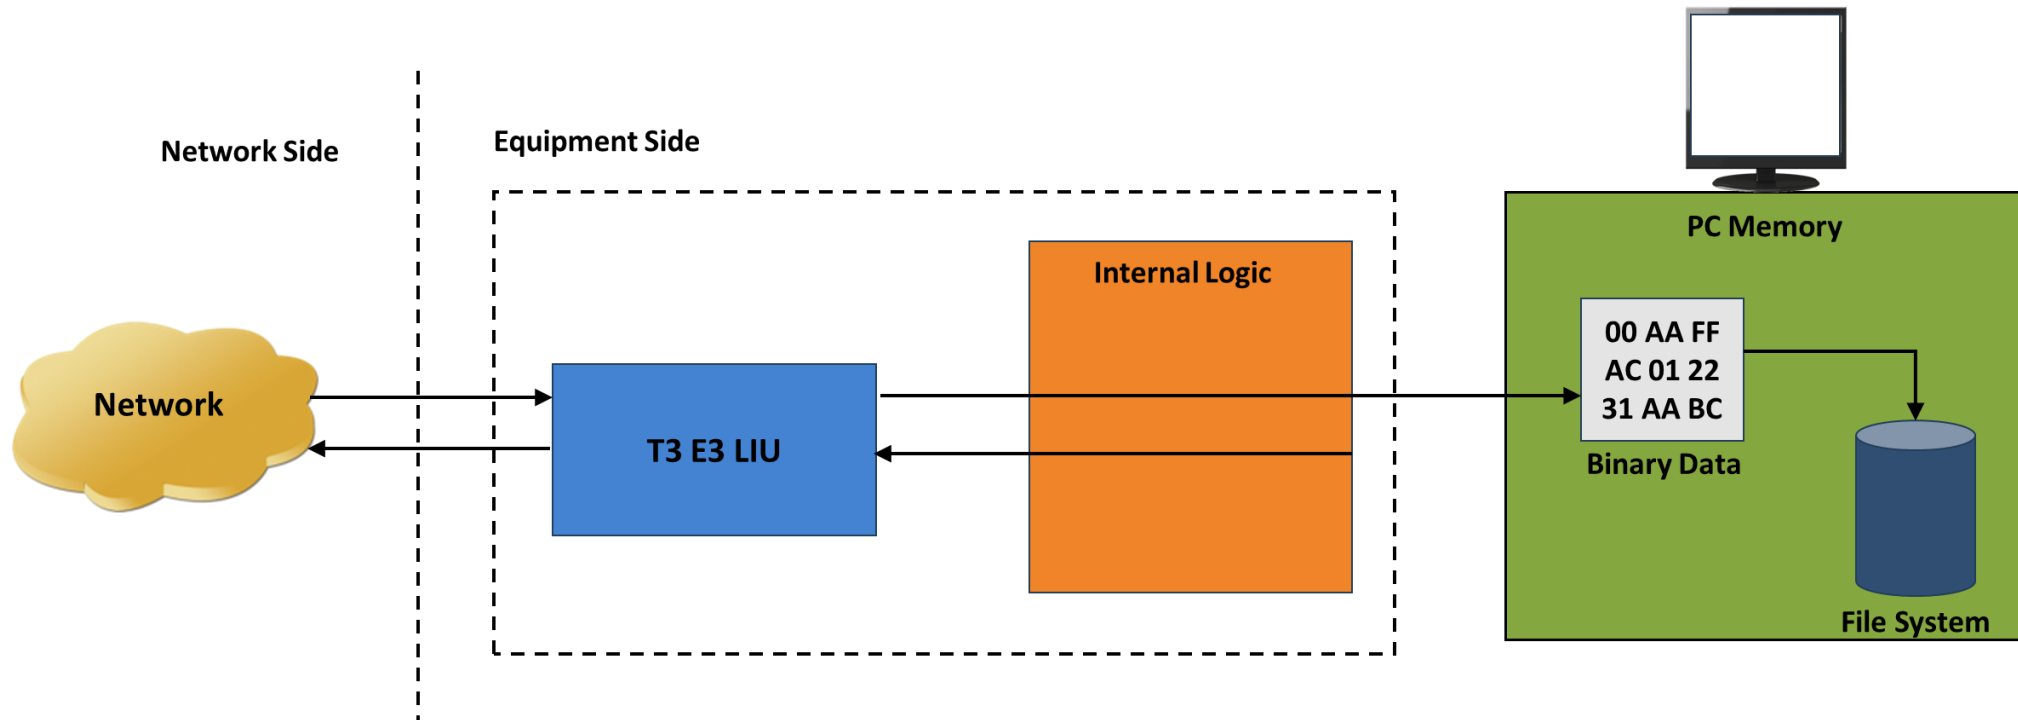 Network Side
Equipment Side
PC Memory
Internal Logic
00 AA FF
AC 01 22
31 AA BC
Network
T3 E3 LIU
Binary Data
File System